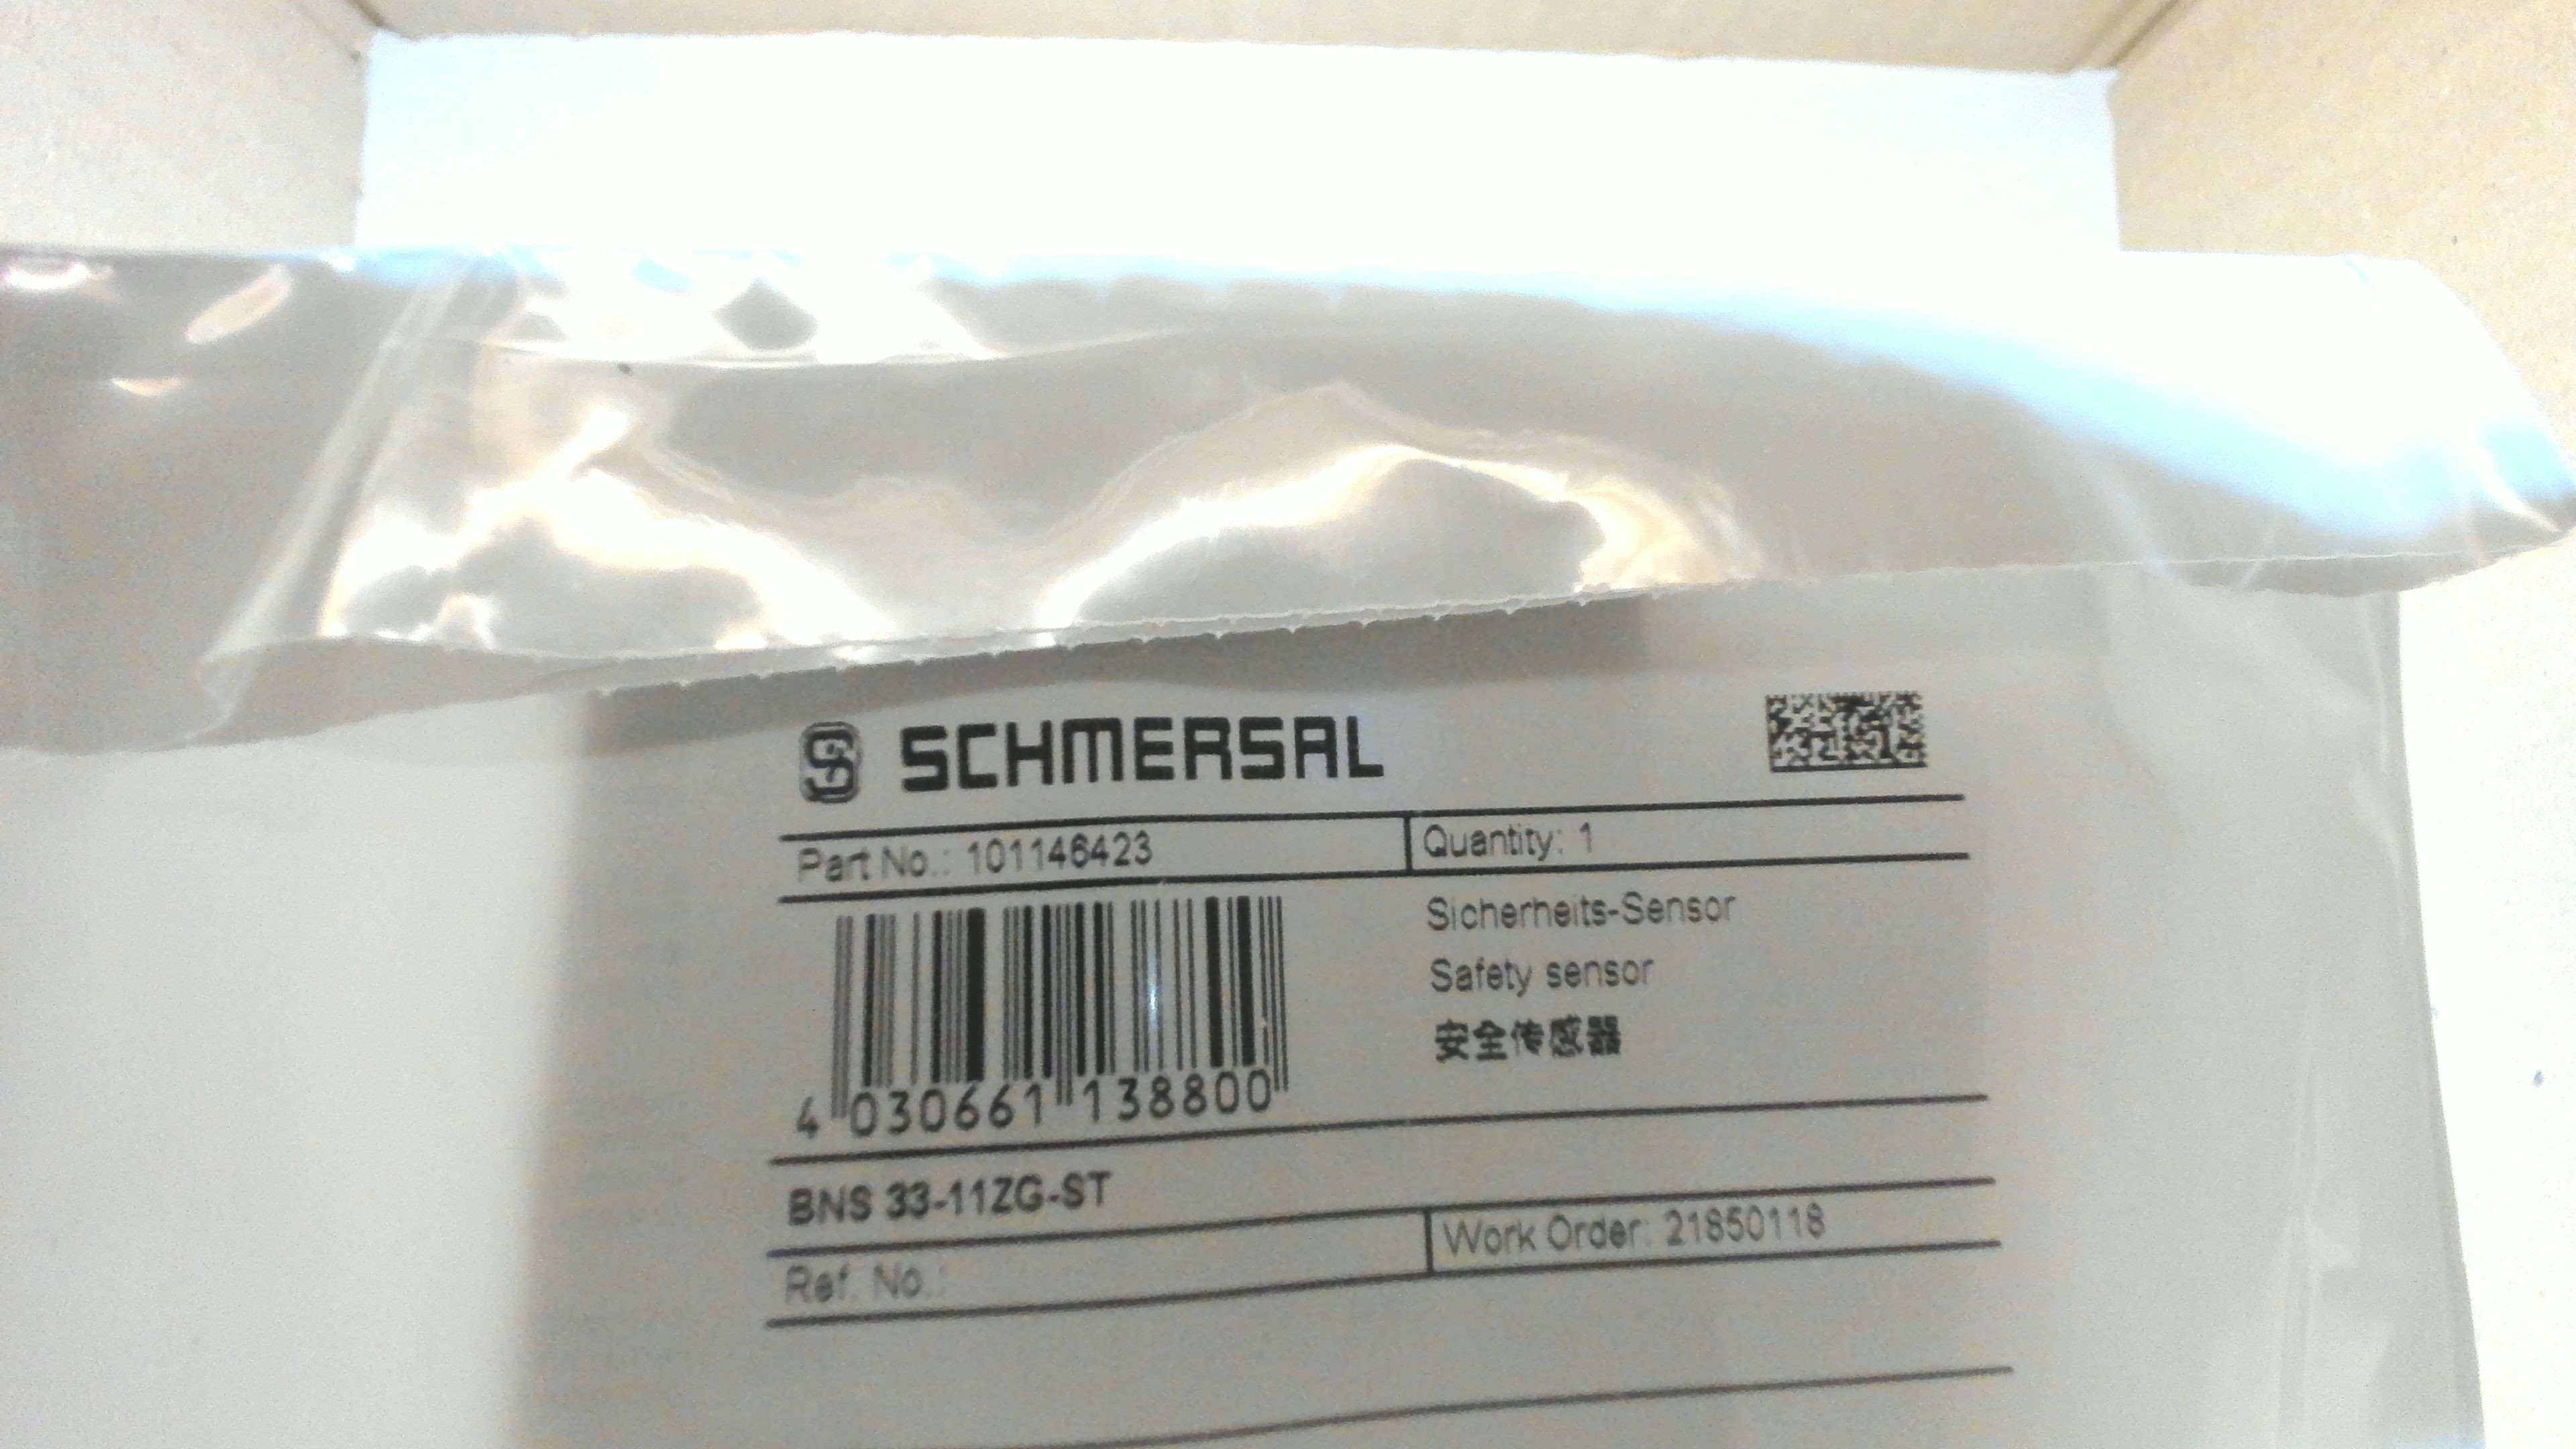 SCHMERSAL
Part No.: 101146423
Quantity: 1
Sicherheits-Sensor
Safety sensor
安全传感器
4 030661 138800
BNS 33-11ZG-ST
Work Order: 21850118
Ref. No.: